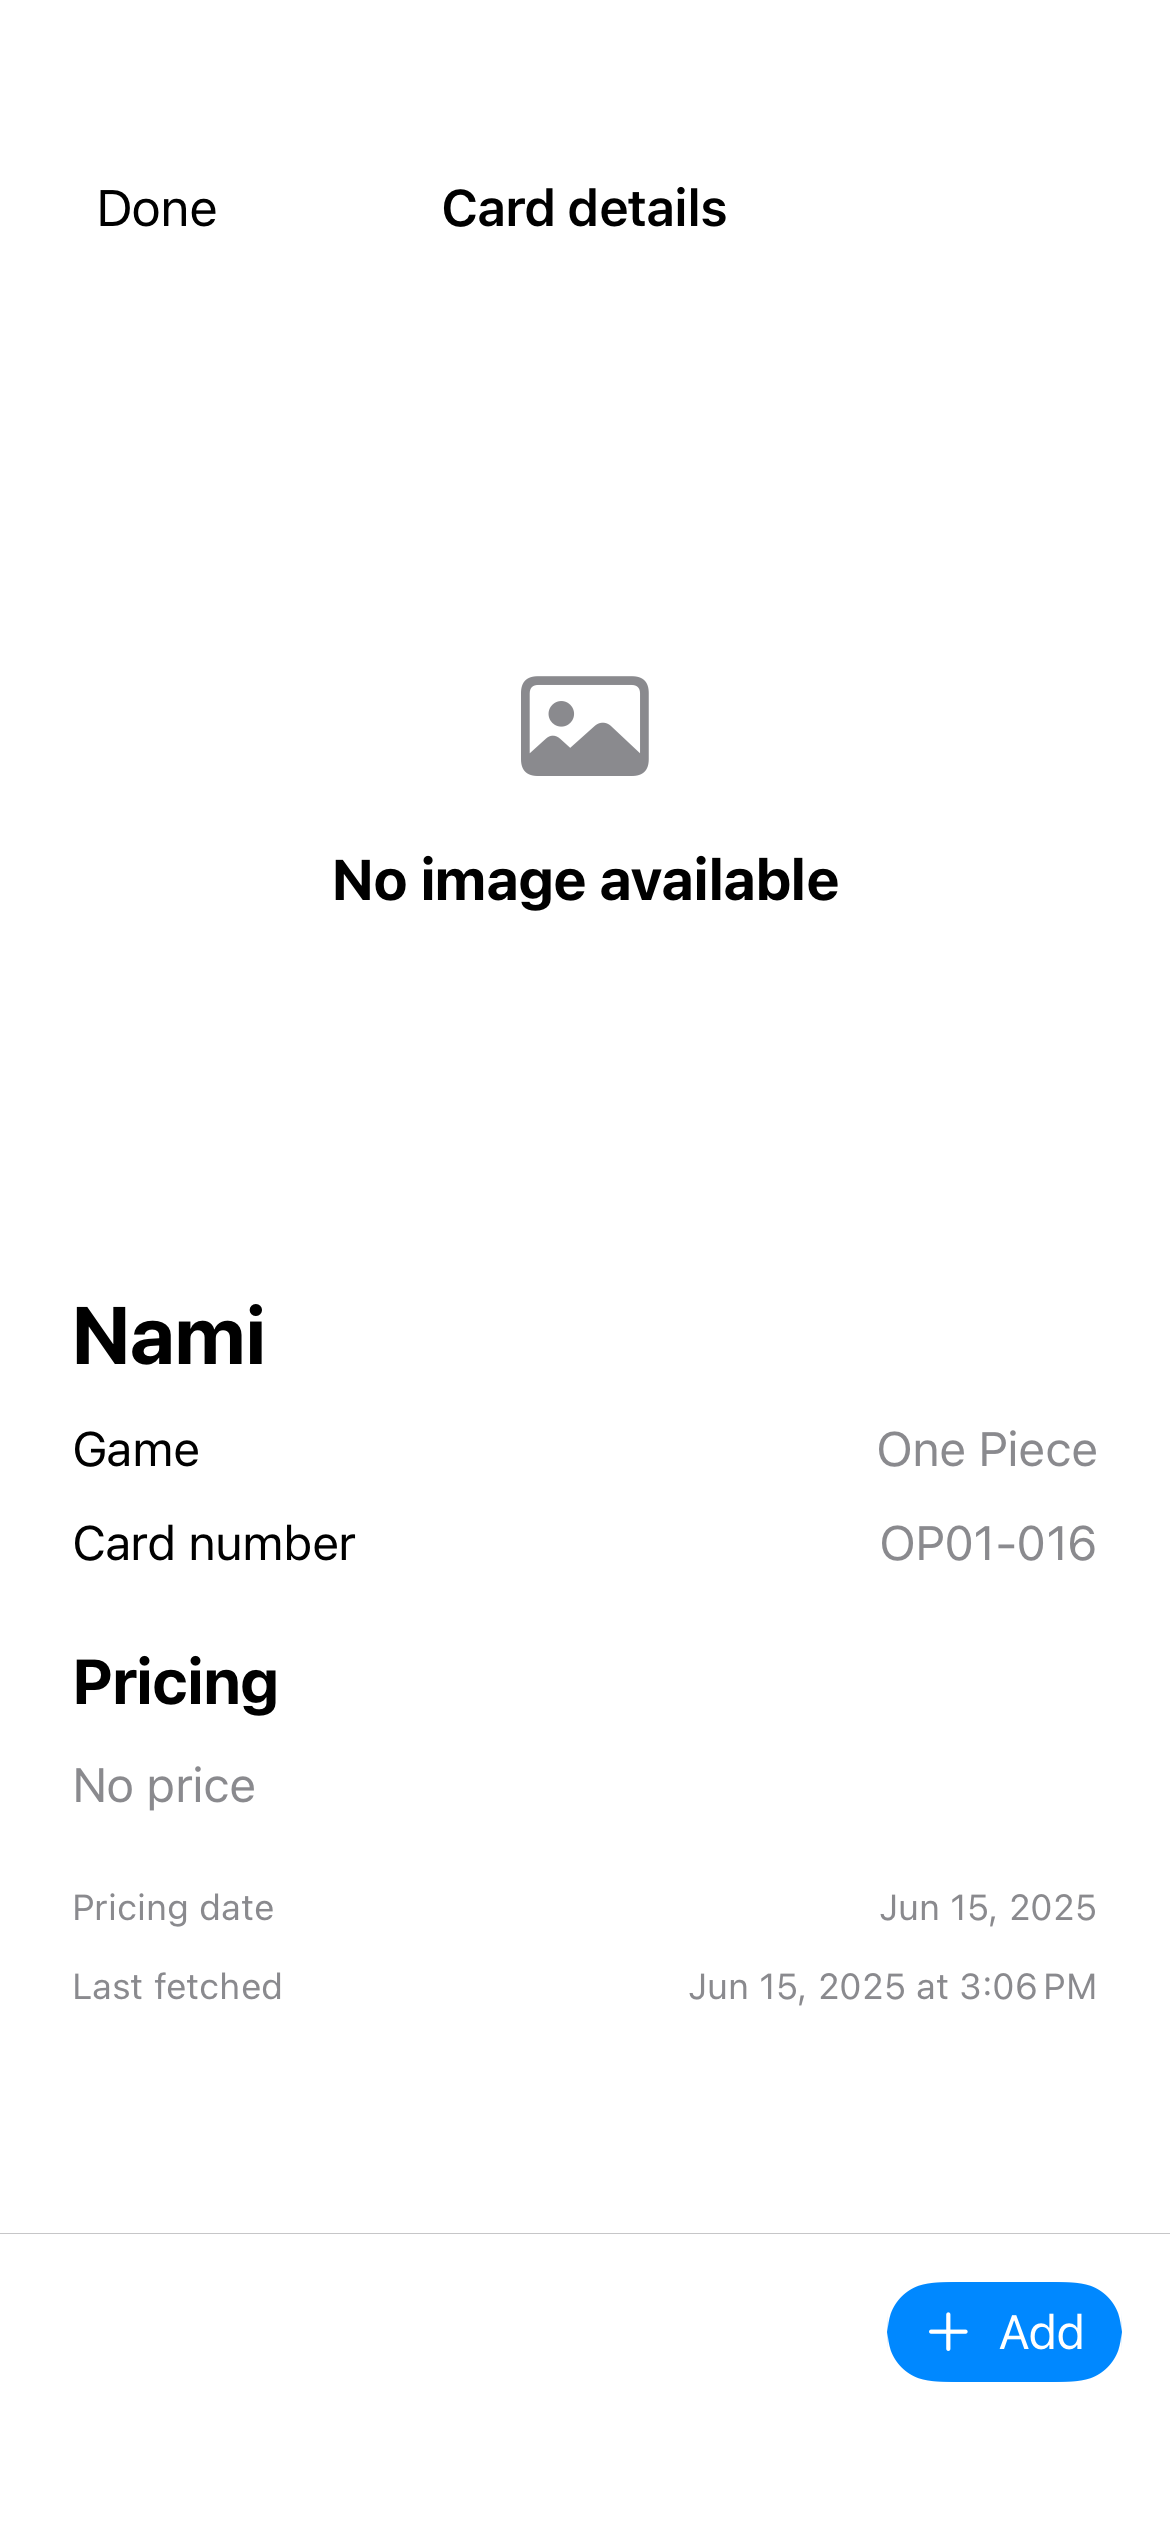 Done
Card details
No image available
Nami
Game One Piece
Card number OP01-016
Pricing
No price
Pricing date Jun 15, 2025
Last fetched Jun 15, 2025 at 3:06 PM
Add